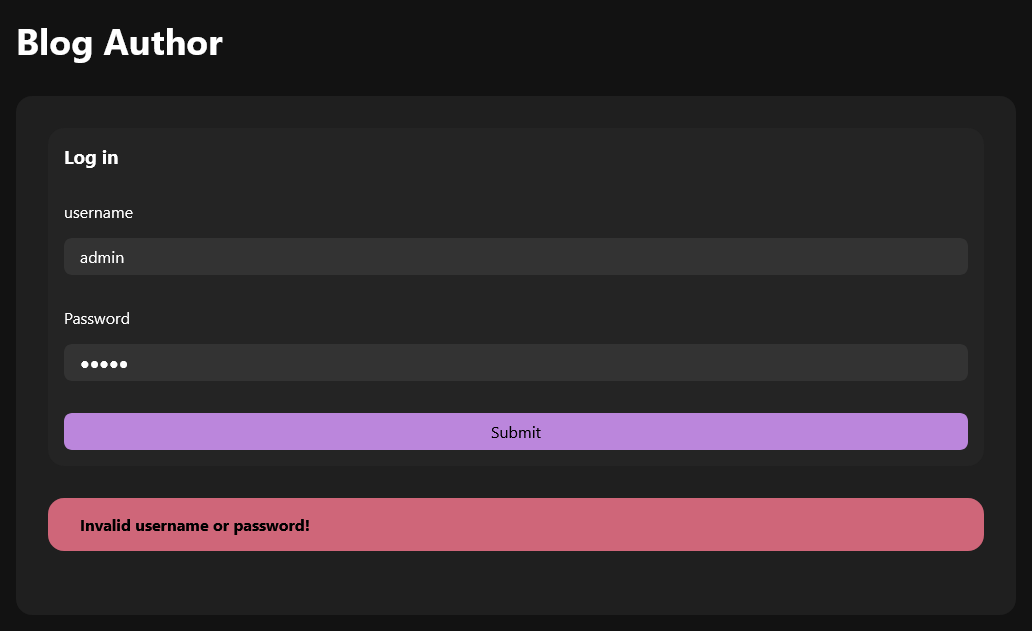 Blog Author
Log in
username
admin
Password
•••••
Submit
Invalid username or password!